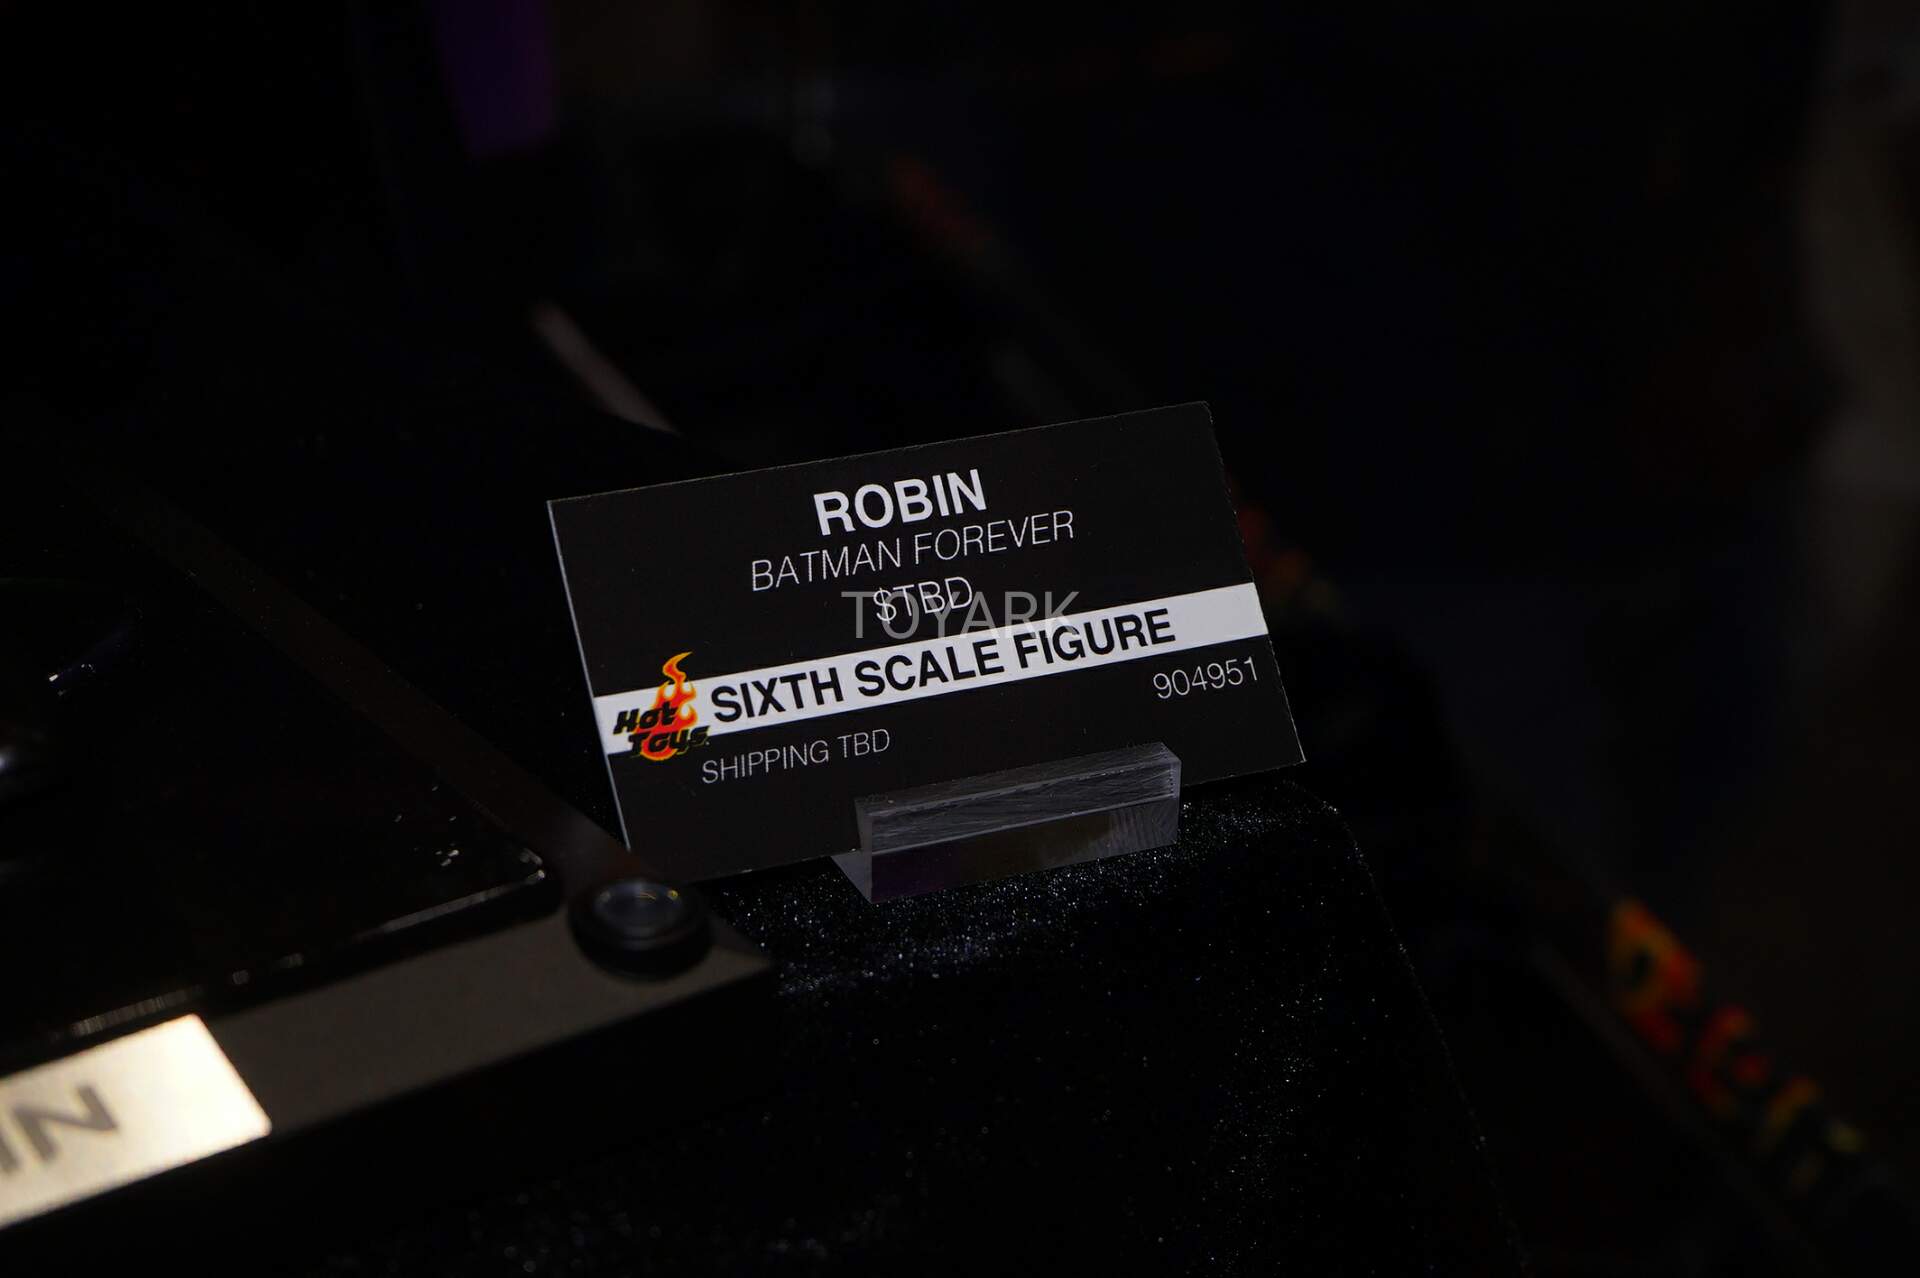 ROBIN
BATMAN FOREVER
$TBD
TOYARK
SIXTH SCALE FIGURE
Hot
Toys
904951
SHIPPING TBD
IN